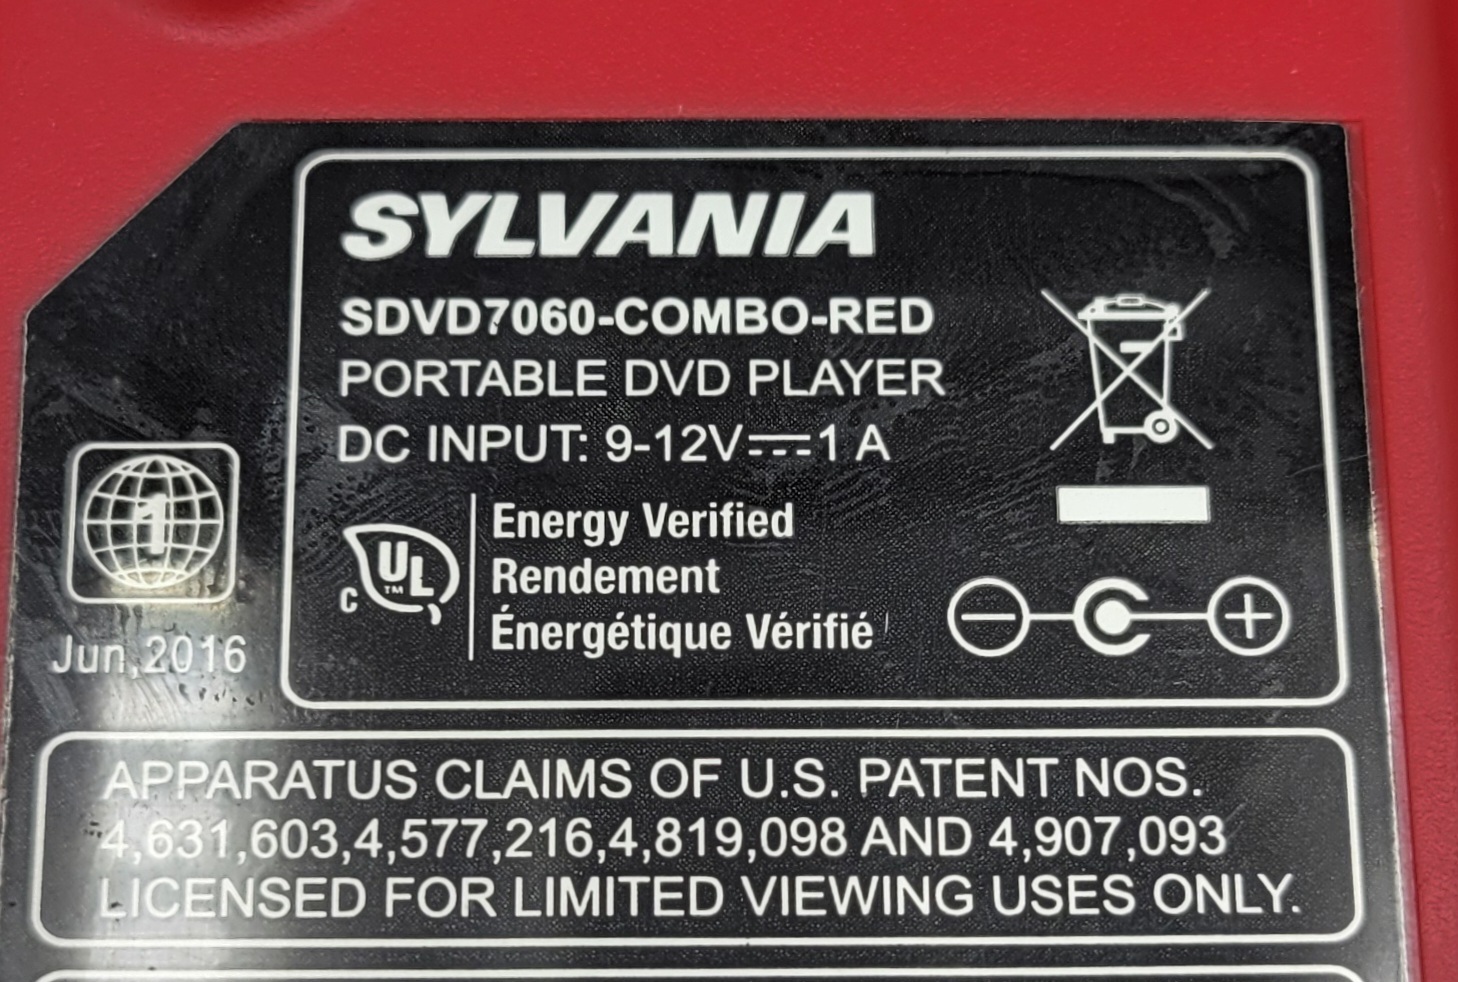 SYLVANIA
SDVD7060-COMBO-RED
PORTABLE DVD PLAYER
DC INPUT: 9-12V⎓1 A
c UL ™
Energy Verified
Rendement
Énergétique Vérifié
1
Jun,2016
APPARATUS CLAIMS OF U.S. PATENT NOS.
4,631,603,4,577,216,4,819,098 AND 4,907,093
LICENSED FOR LIMITED VIEWING USES ONLY.